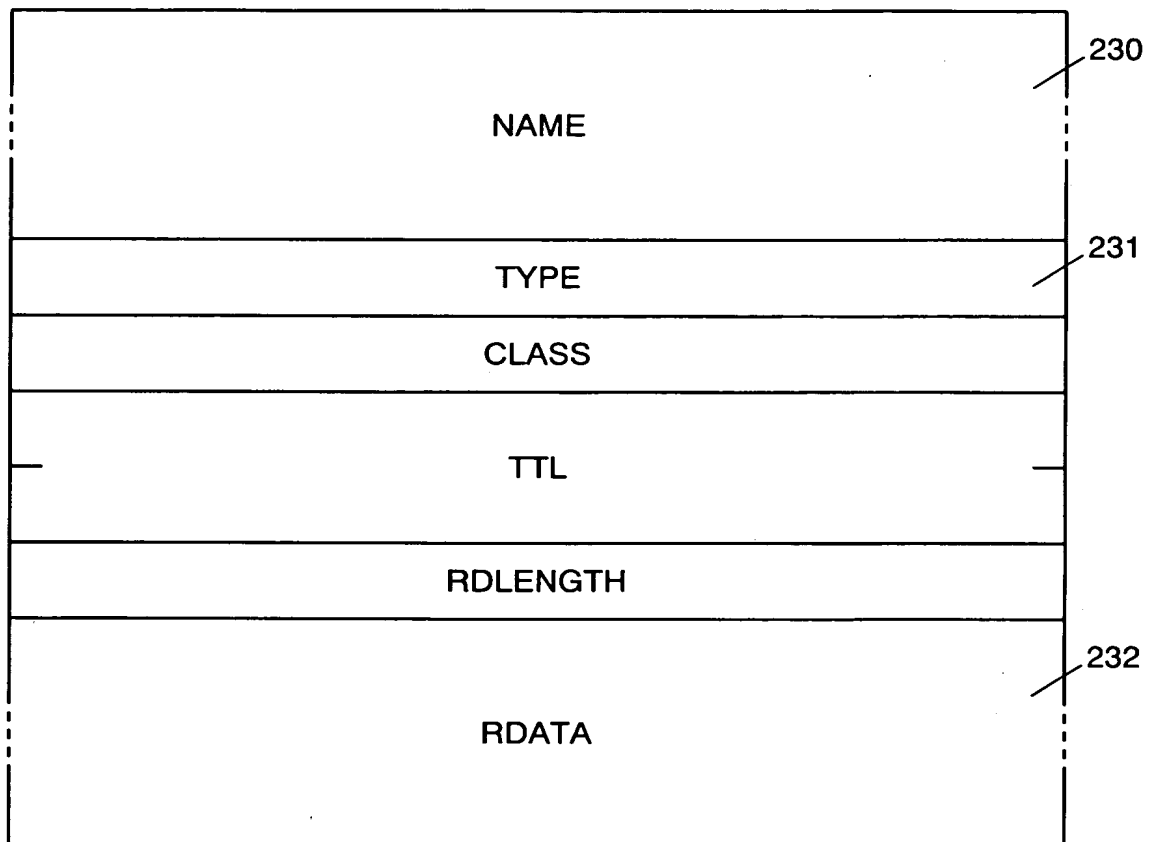 230
NAME
231
TYPE
CLASS
TTL
RDLENGTH
232
RDATA